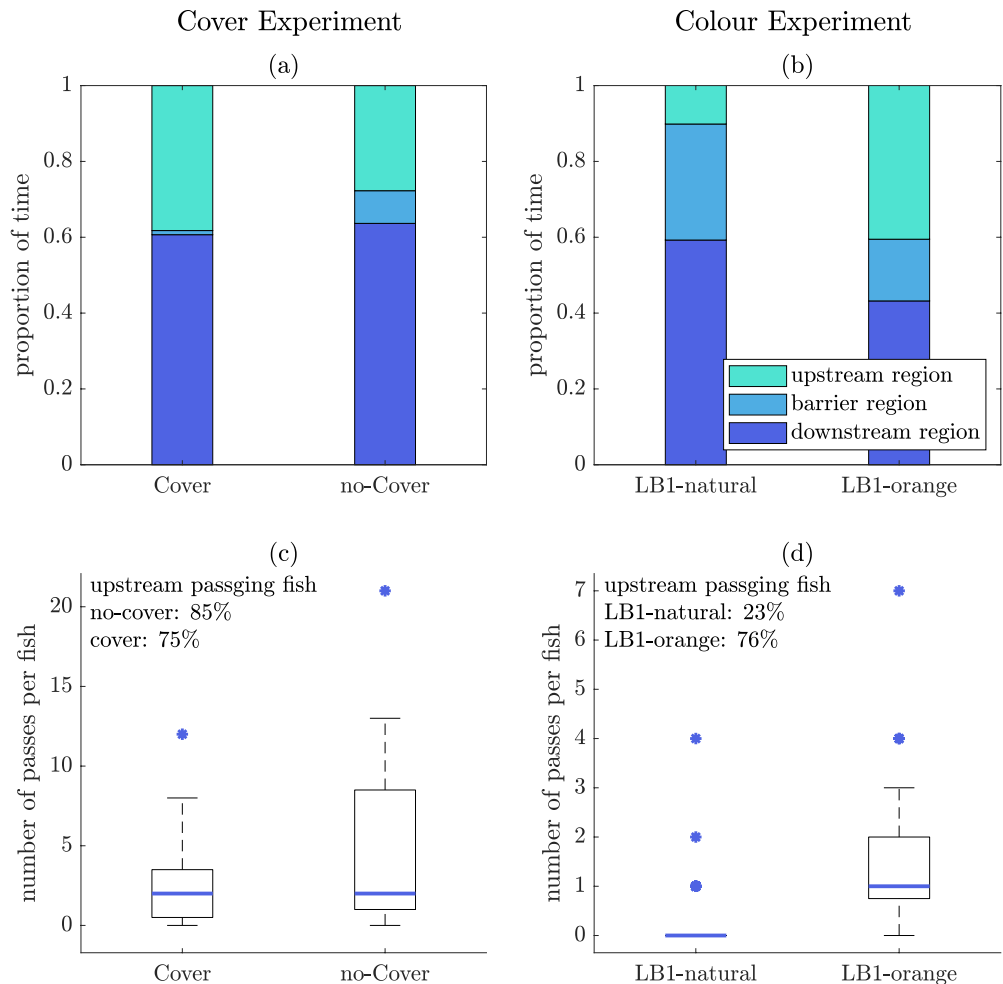 Cover Experiment
Colour Experiment
(a)
1
0.8
0.6
0.4
0.2
0
proportion of time
Cover
no-Cover
(b)
1
0.8
0.6
0.4
0.2
0
proportion of time
upstream region
barrier region
downstream region
LB1-natural
LB1-orange
(c)
upstream passging fish
no-cover: 85%
cover: 75%
20
15
10
5
0
number of passes per fish
Cover
no-Cover
(d)
upstream passging fish
LB1-natural: 23%
LB1-orange: 76%
7
6
5
4
3
2
1
0
number of passes per fish
LB1-natural
LB1-orange